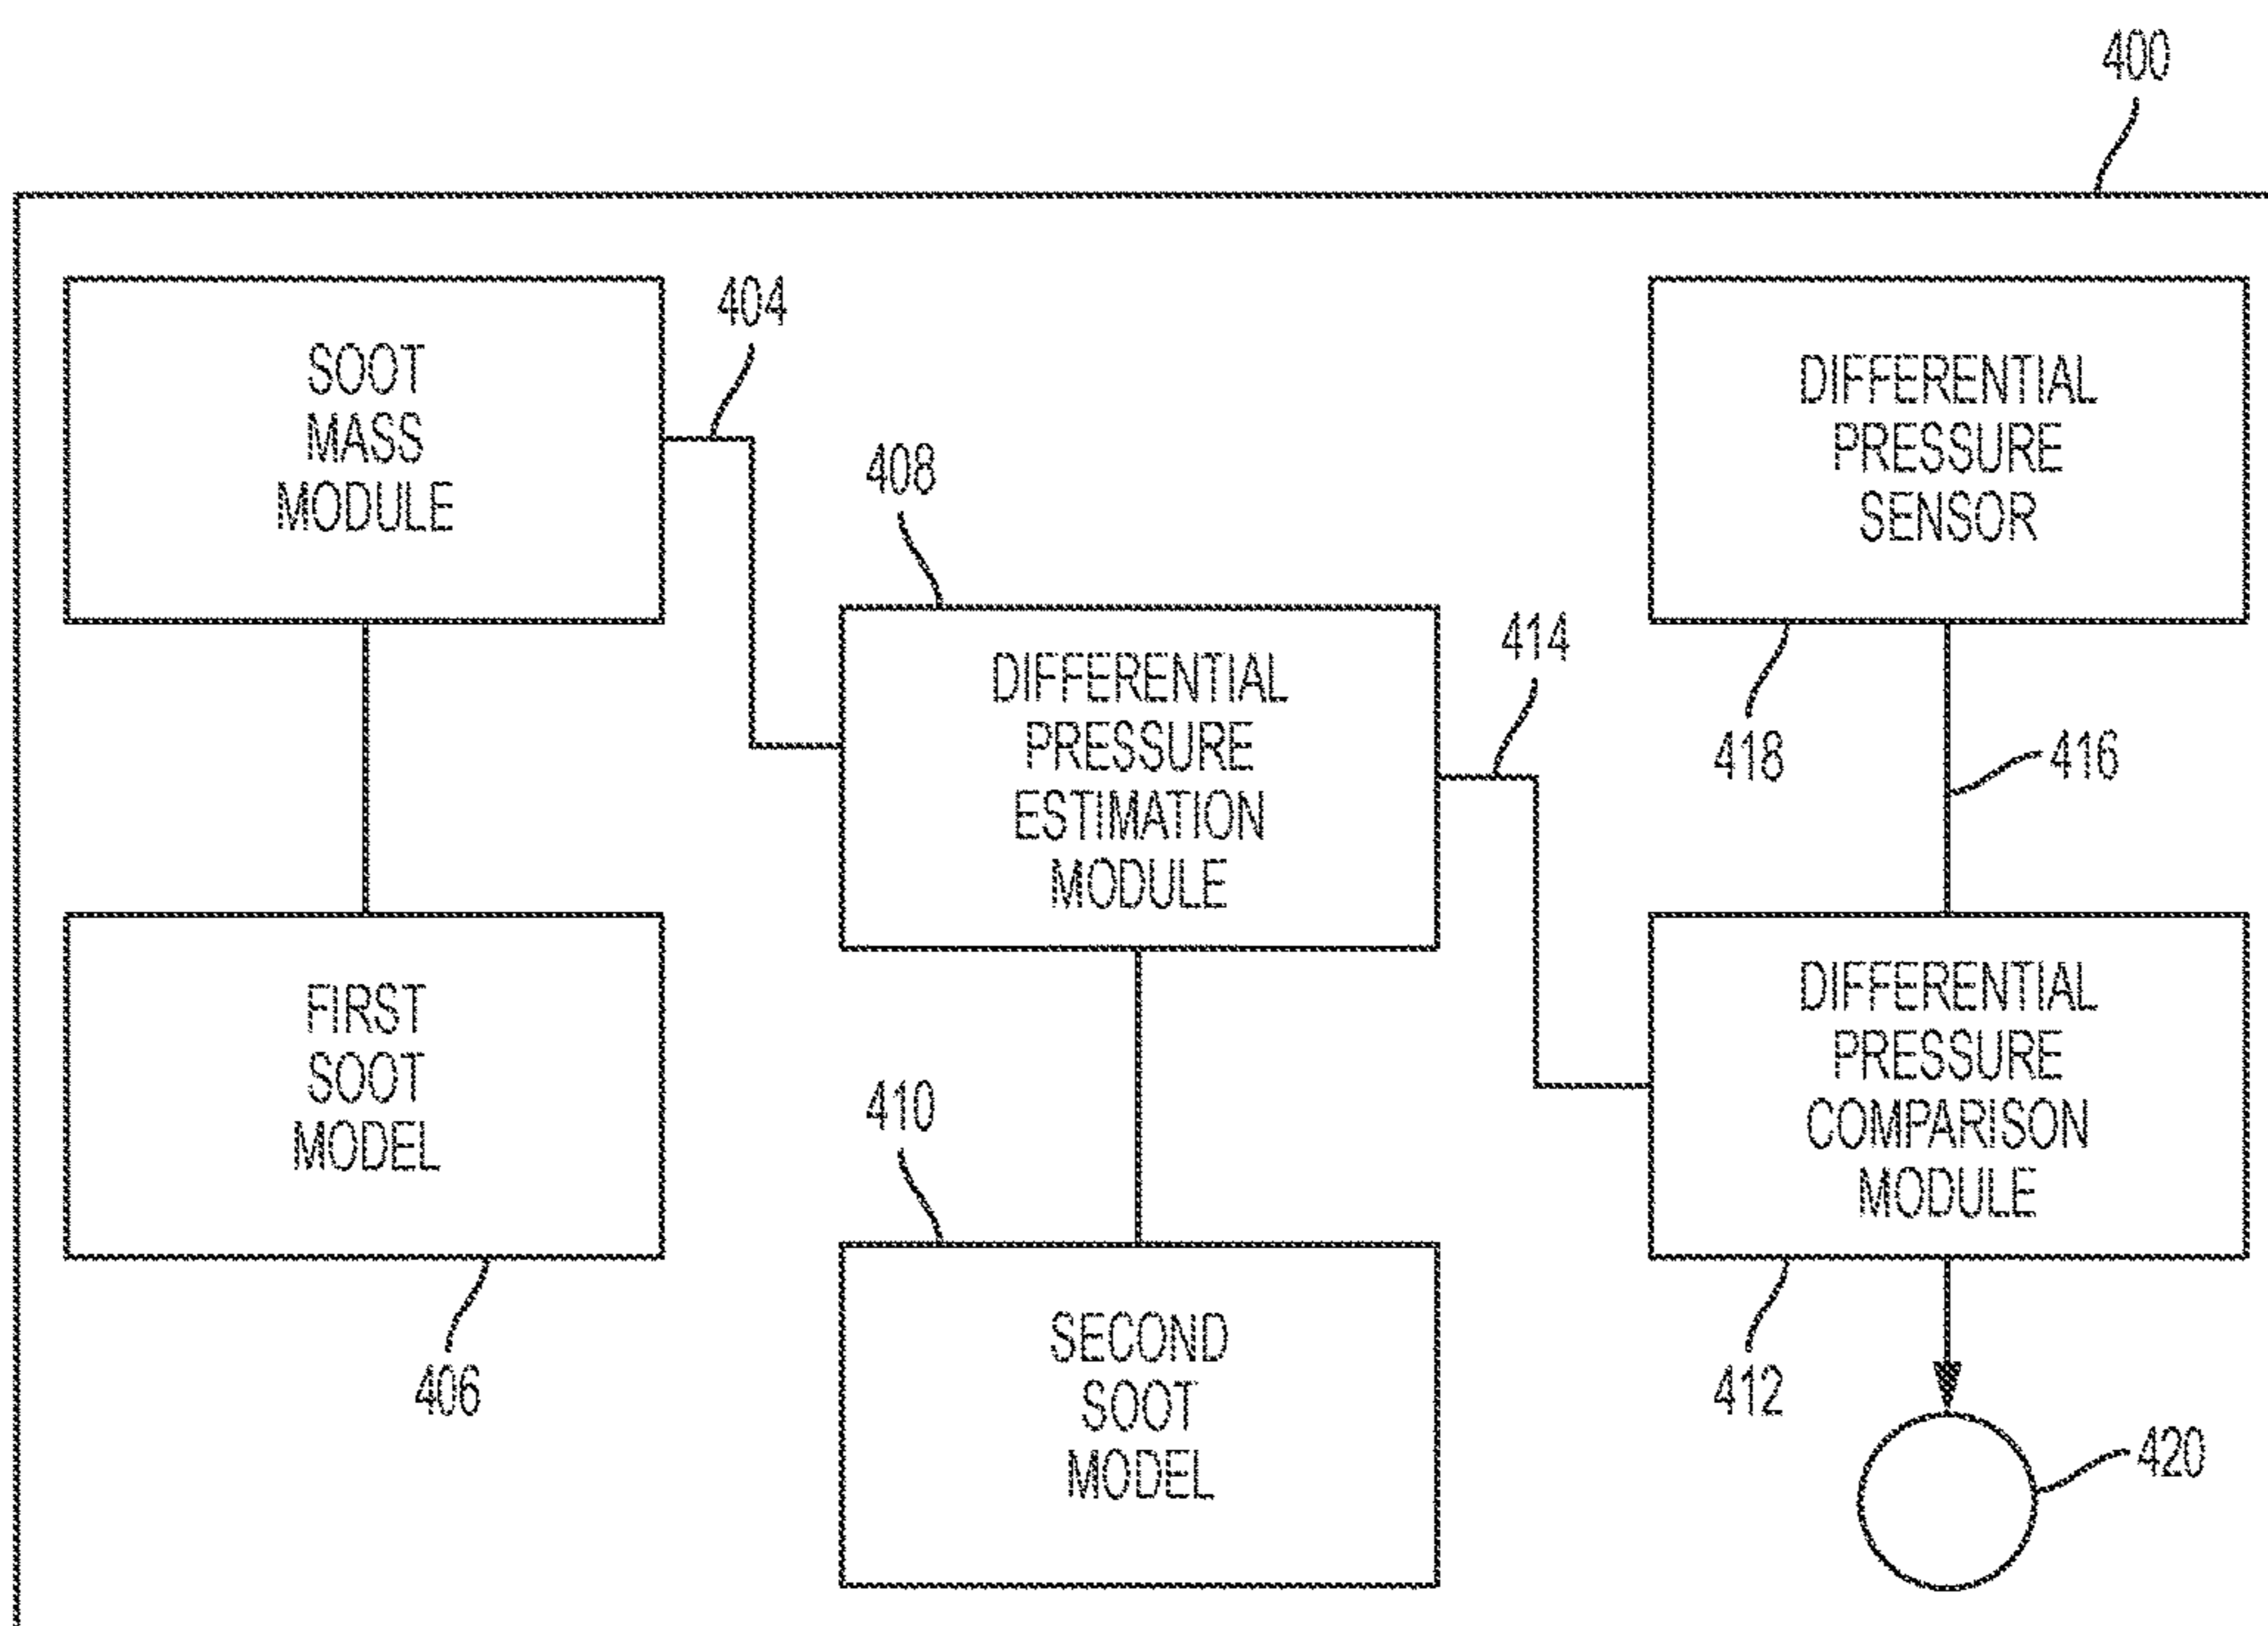 400
SOOT
MASS
MODULE
404
408
DIFFERENTIAL
PRESSURE
ESTIMATION
MODULE
414
DIFFERENTIAL
PRESSURE
SENSOR
418
416
FIRST
SOOT
MODEL
406
410
SECOND
SOOT
MODEL
DIFFERENTIAL
PRESSURE
COMPARISON
MODULE
412
420